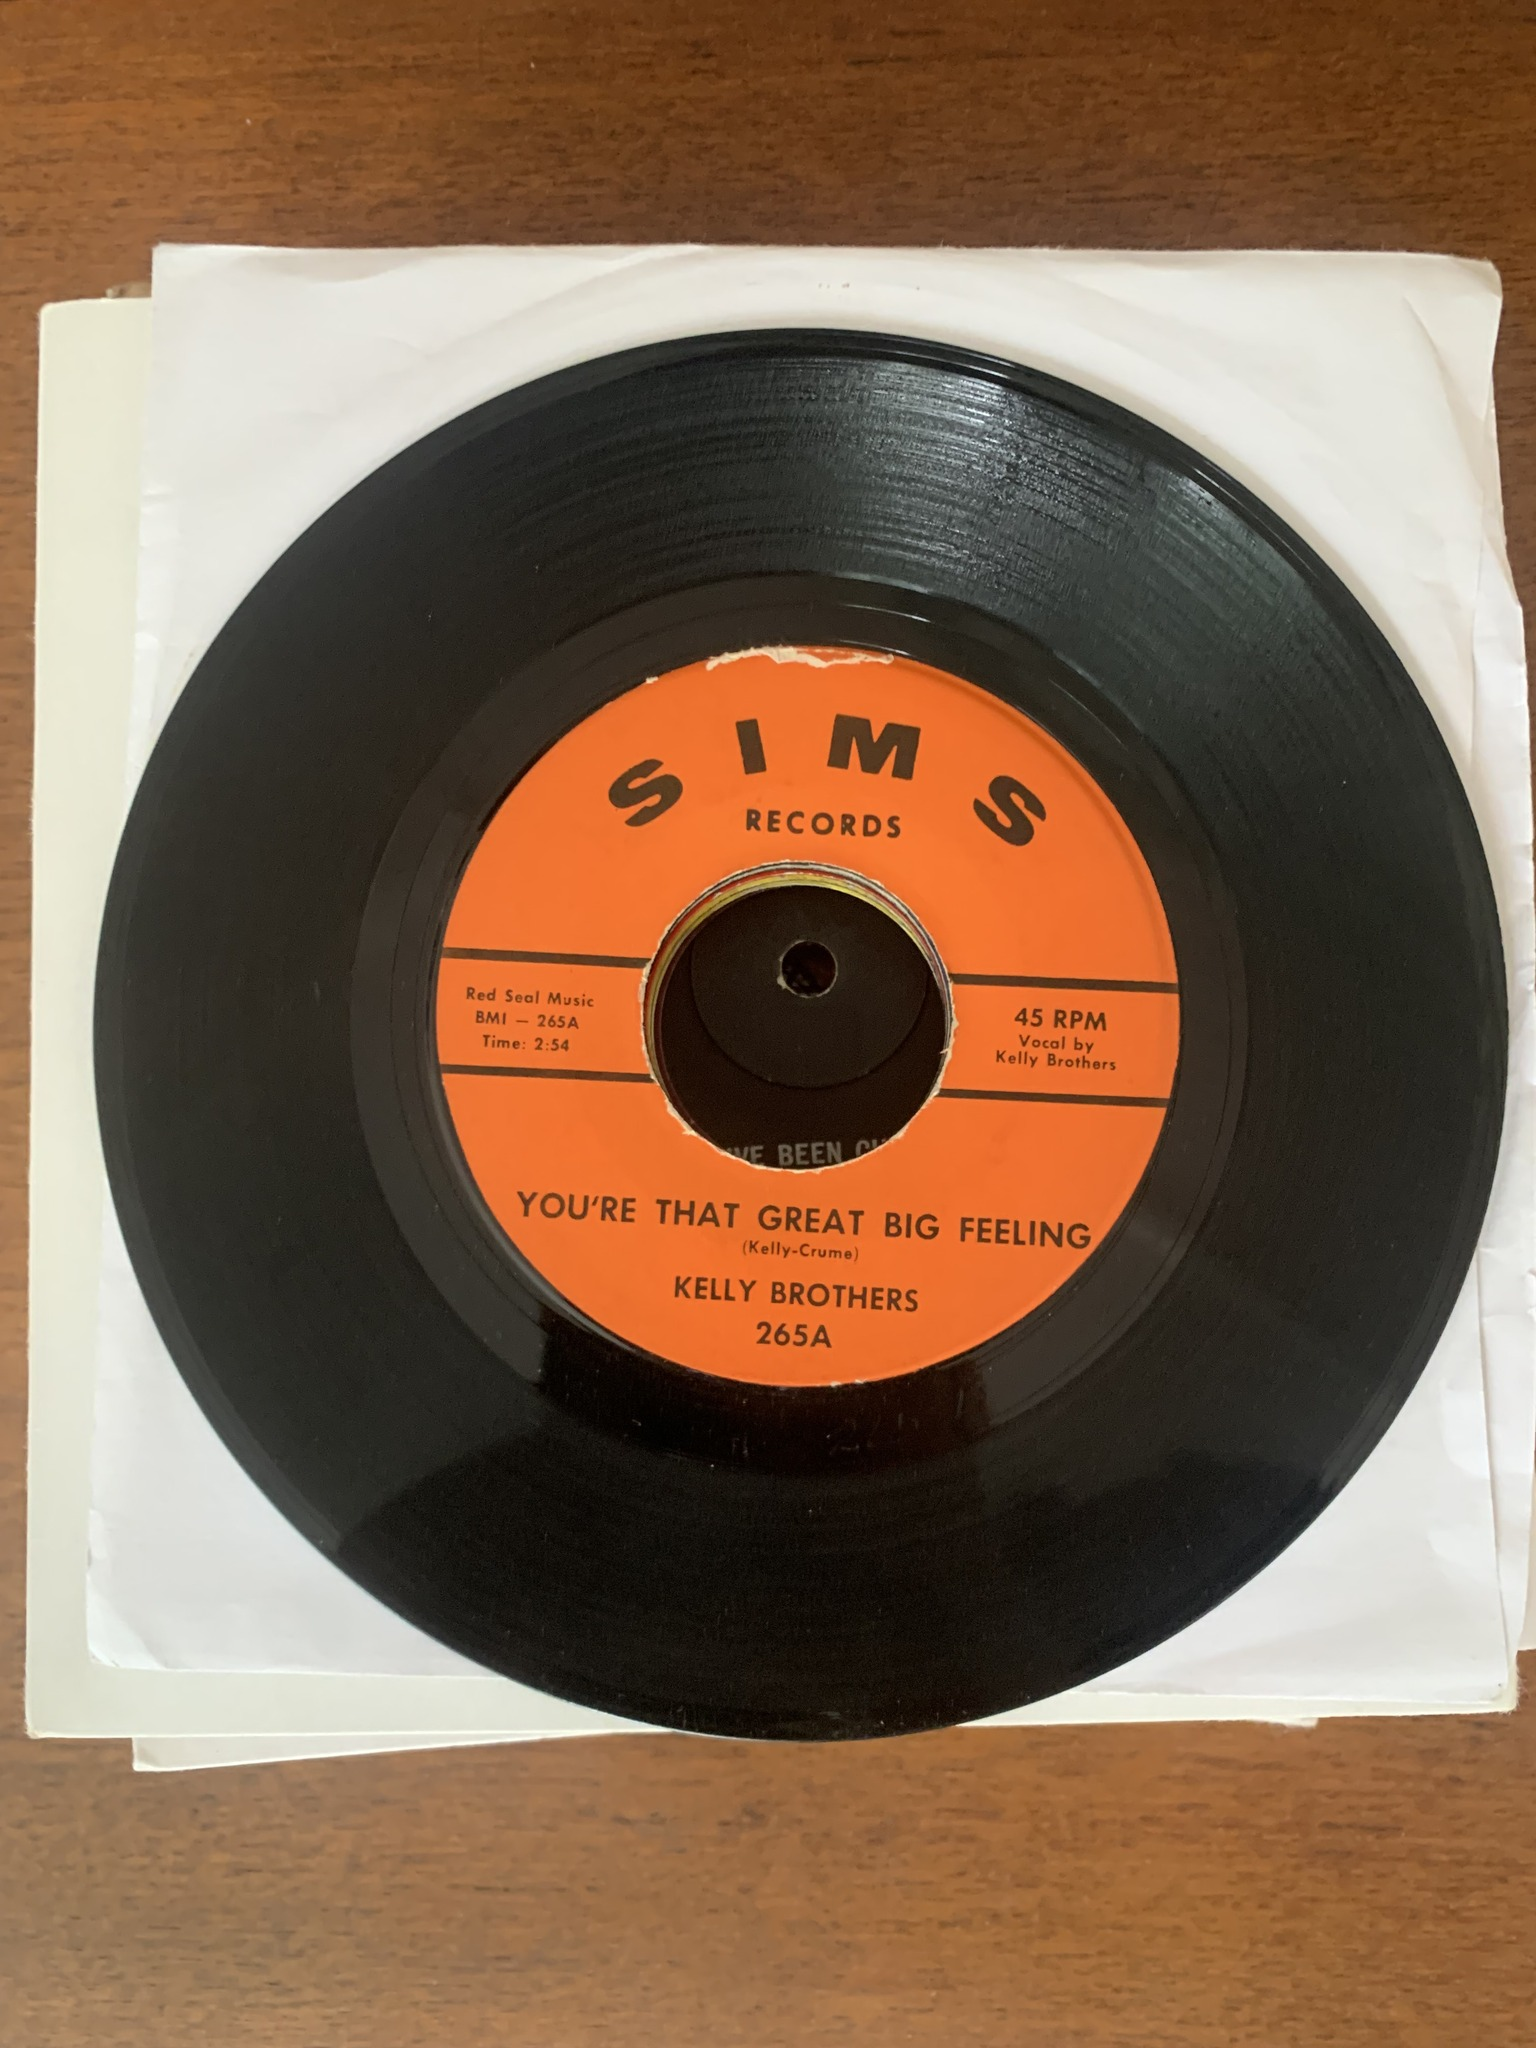 SIMS
RECORDS
Red Seal Music
BMI — 265A
Time: 2:54
45 RPM
Vocal by
Kelly Brothers
BEEN
YOU'RE THAT GREAT BIG FEELING
(Kelly-Crume)
KELLY BROTHERS
265A